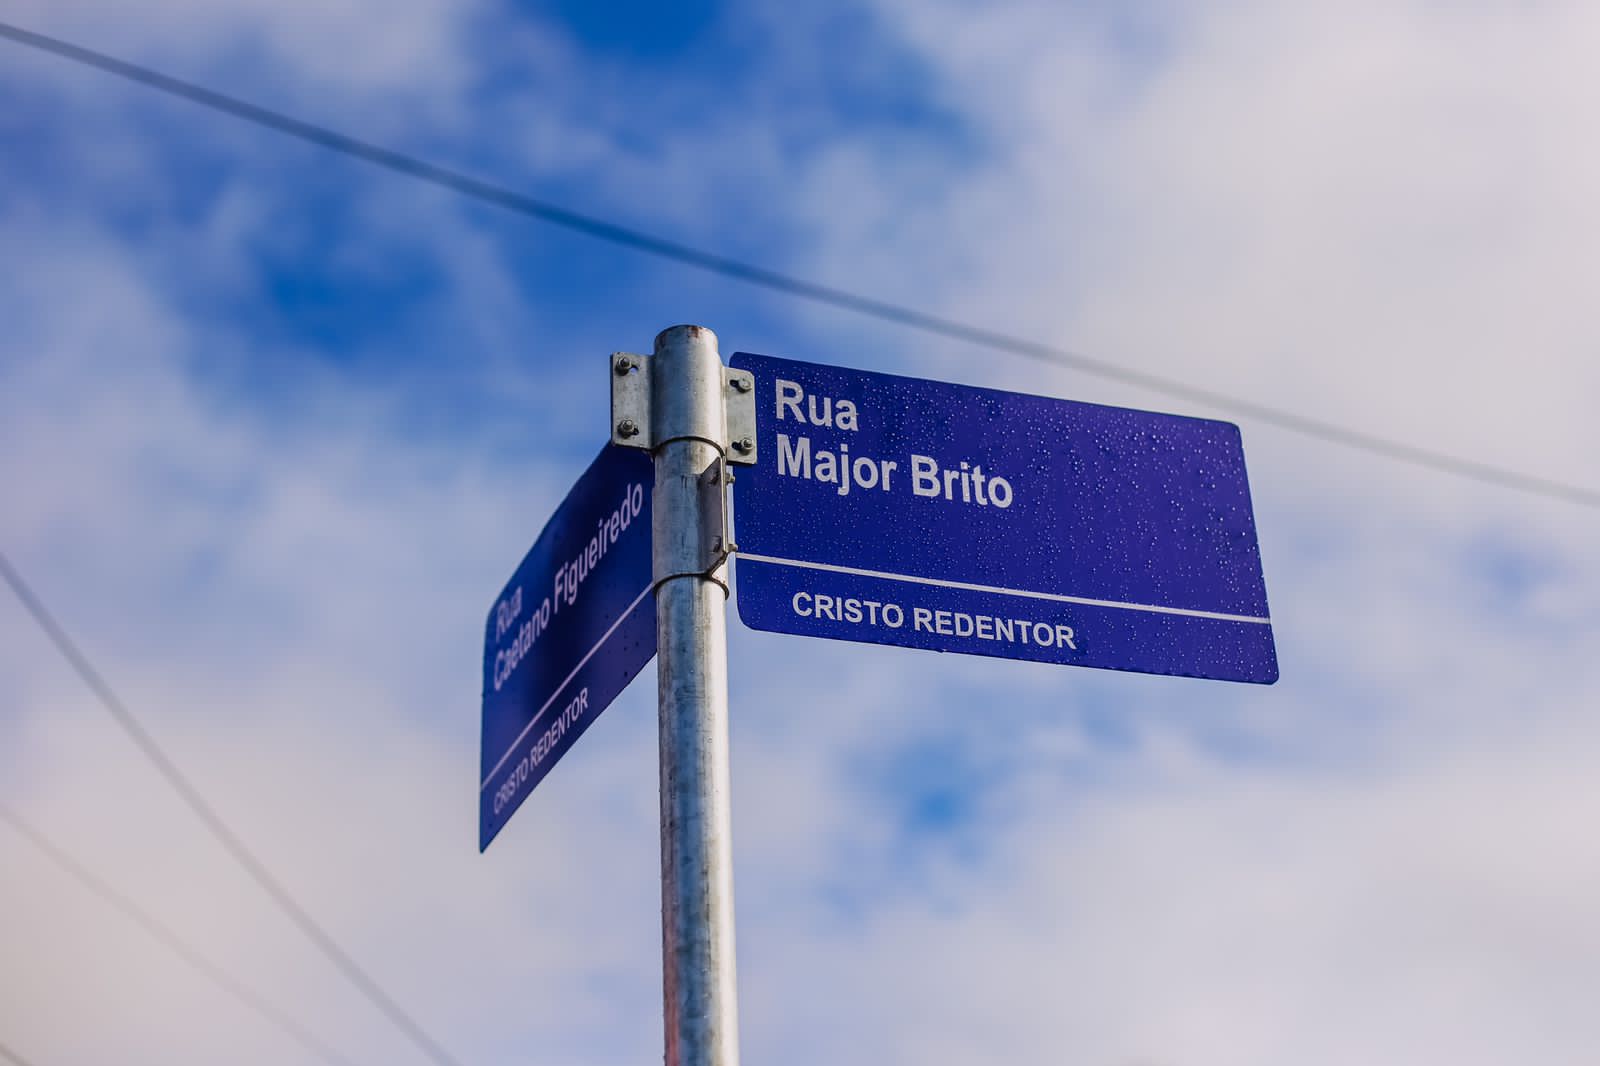 Rua
Caetano Figueiredo
CRISTO REDENTOR
Rua
Major Brito
CRISTO REDENTOR